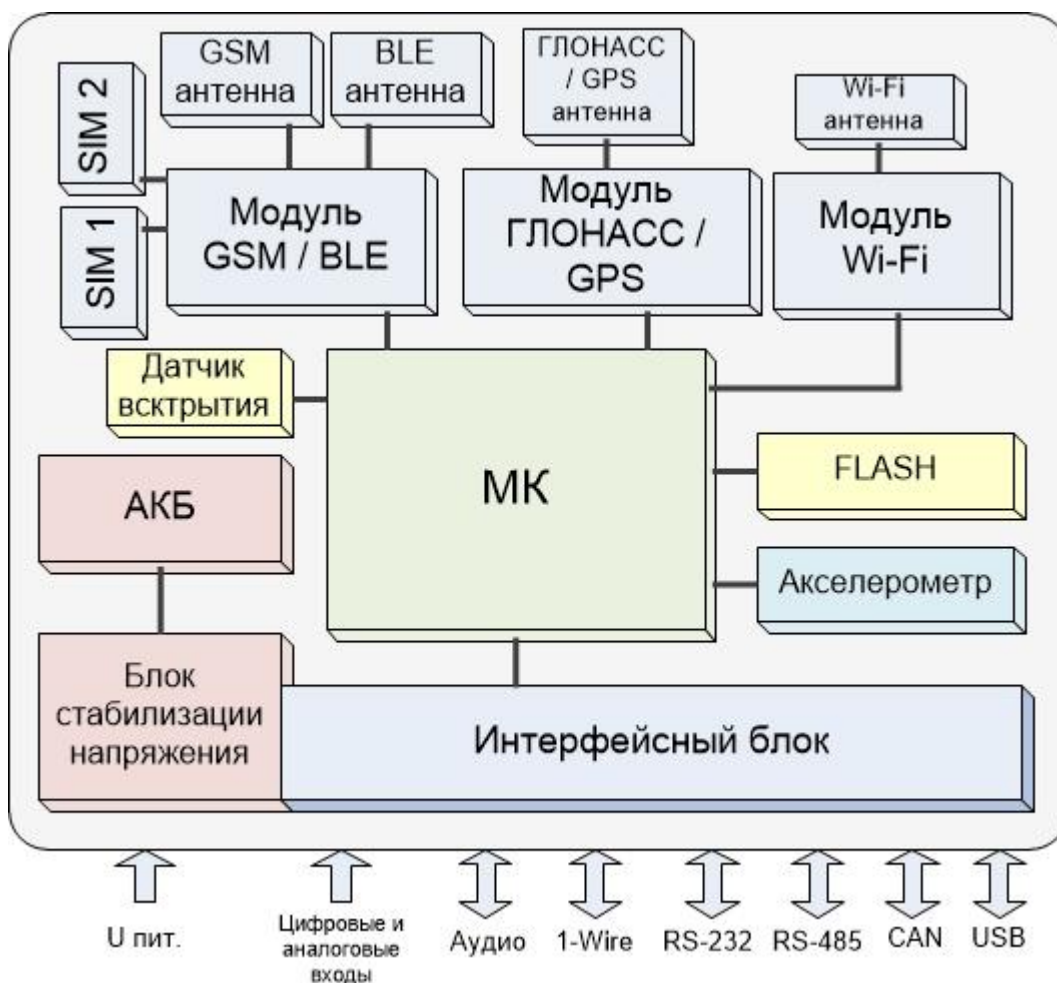 GSM
антенна
BLE
антенна
ГЛОНАСС
/ GPS
антенна
Wi-Fi
антенна
SIM 2
SIM 1
Модуль
GSM / BLE
Модуль
ГЛОНАСС /
GPS
Модуль
Wi-Fi
Датчик
всктрытия
МК
FLASH
АКБ
Акселерометр
Блок
стабилизации
напряжения
Интерфейсный блок
U пит.
Цифровые и
аналоговые
входы
Аудио
1-Wire
RS-232
RS-485
CAN
USB